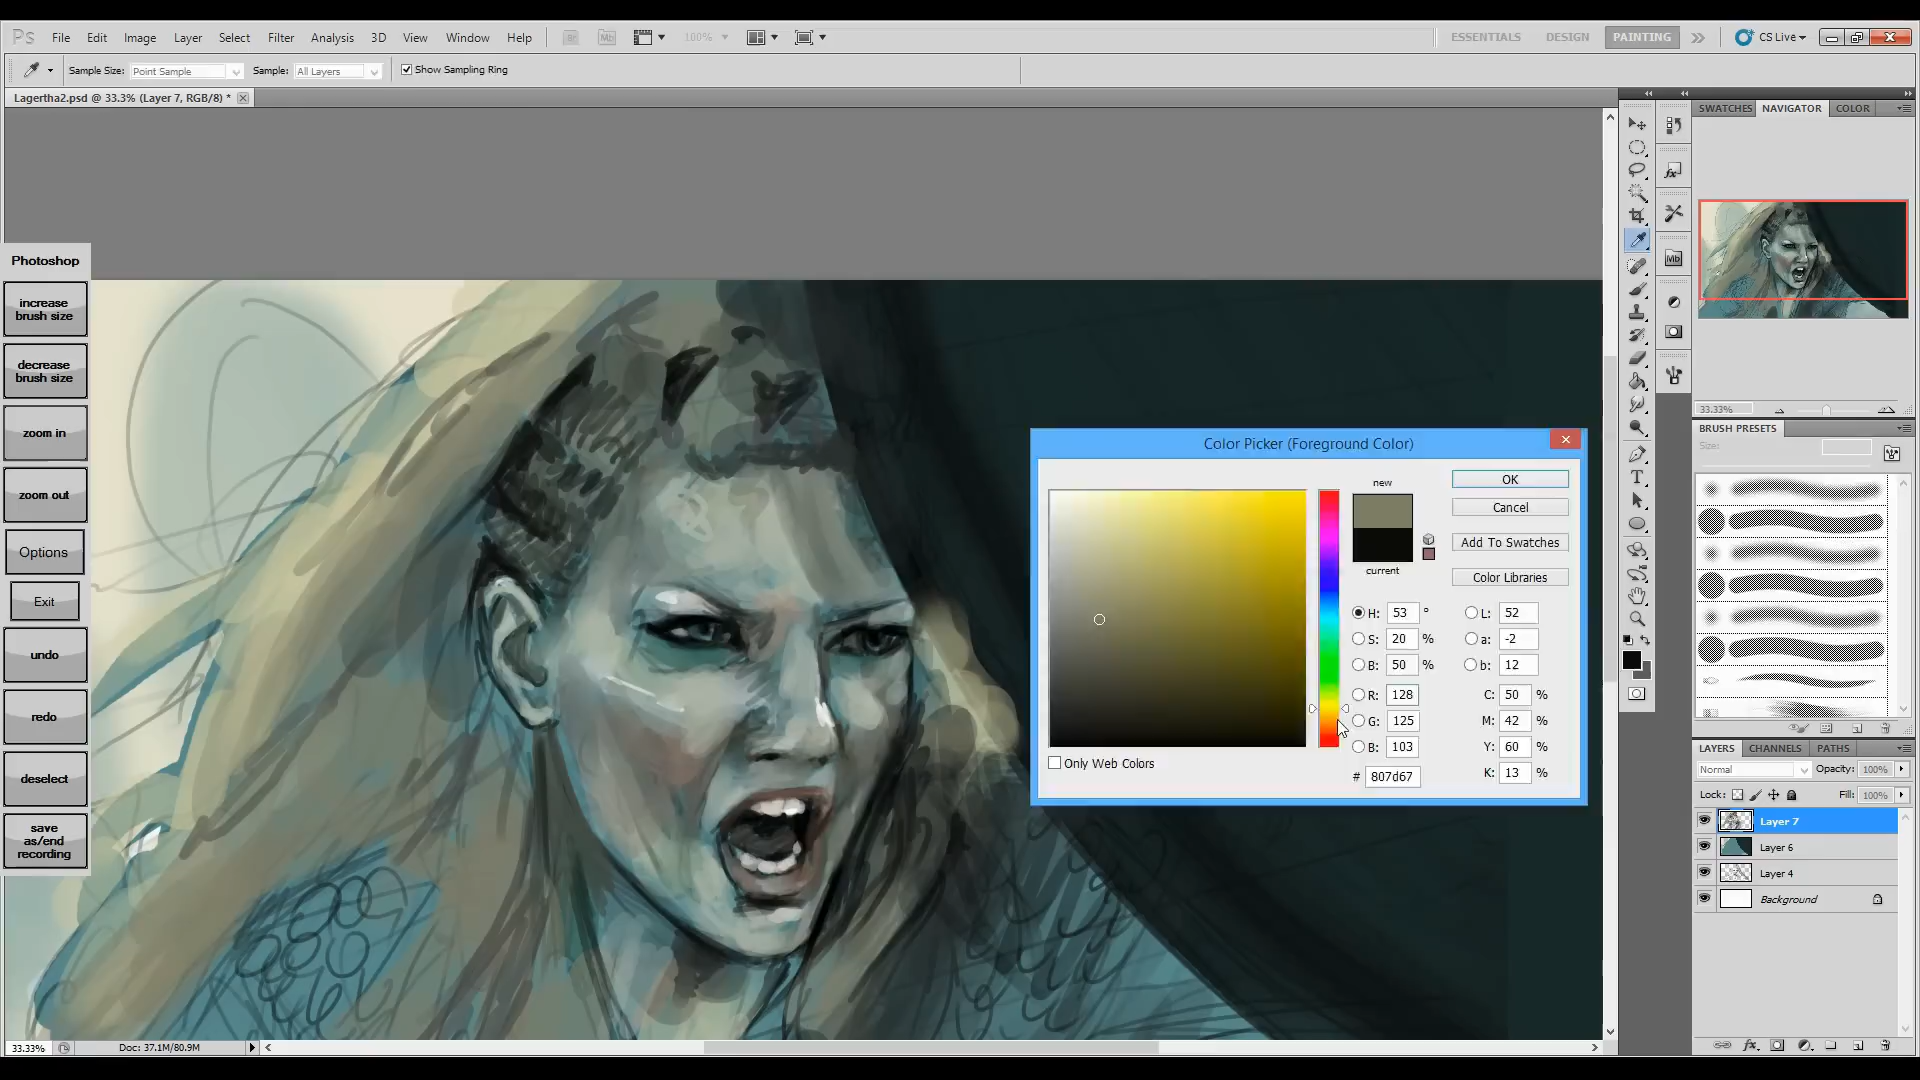 Ps File Edit Image Layer Select Filter Analysis 3D View Window Help Br Mb 100% ESSENTIALS DESIGN PAINTING CS Live
Sample Size: Point Sample Sample: All Layers Show Sampling Ring
Lagertha2.psd @ 33.3% (Layer 7, RGB/8) *
SWATCHES NAVIGATOR COLOR
Photoshop
increase
brush size
decrease
brush size
zoom in
zoom out
Options
Exit
undo
redo
deselect
save
as/end
recording
Color Picker (Foreground Color)
new
current
OK
Cancel
Add To Swatches
Color Libraries
H: 53 °
S: 20 %
B: 50 %
R: 128
G: 125
B: 103
# 807d67
L: 52
a: -2
b: 12
C: 50 %
M: 42 %
Y: 60 %
K: 13 %
Only Web Colors
Mb
33.33%
BRUSH PRESETS
Size:
LAYERS CHANNELS PATHS
Normal Opacity: 100%
Lock: Fill: 100%
Layer 7
Layer 6
Layer 4
Background
33.33% Doc: 37.1M/80.9M